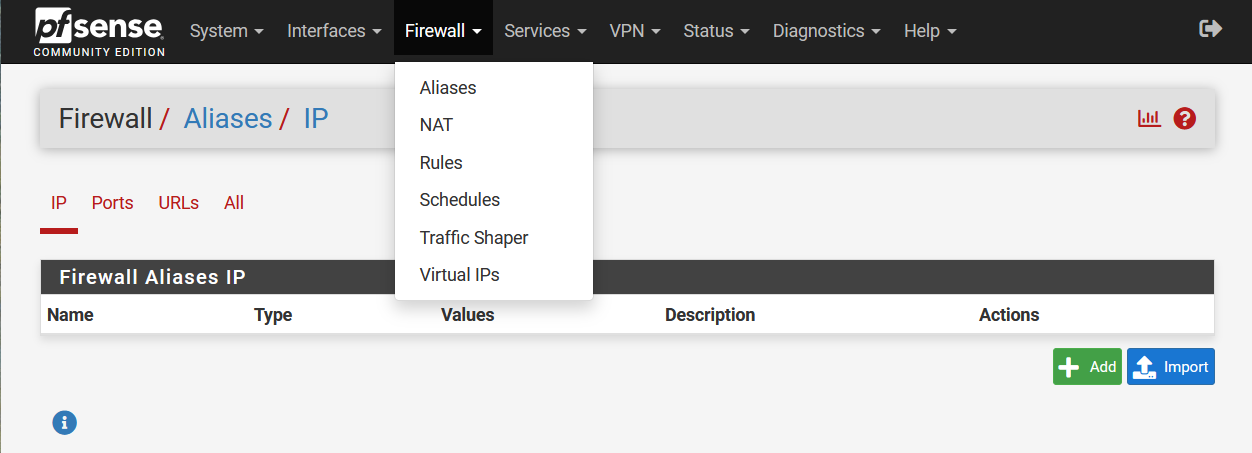 pfsense
COMMUNITY EDITION
System Interfaces Firewall Services VPN Status Diagnostics Help
Aliases
NAT
Rules
Schedules
Traffic Shaper
Virtual IPs
Firewall / Aliases / IP
IP Ports URLs All
Firewall Aliases IP
Name Type Values Description Actions
Add Import